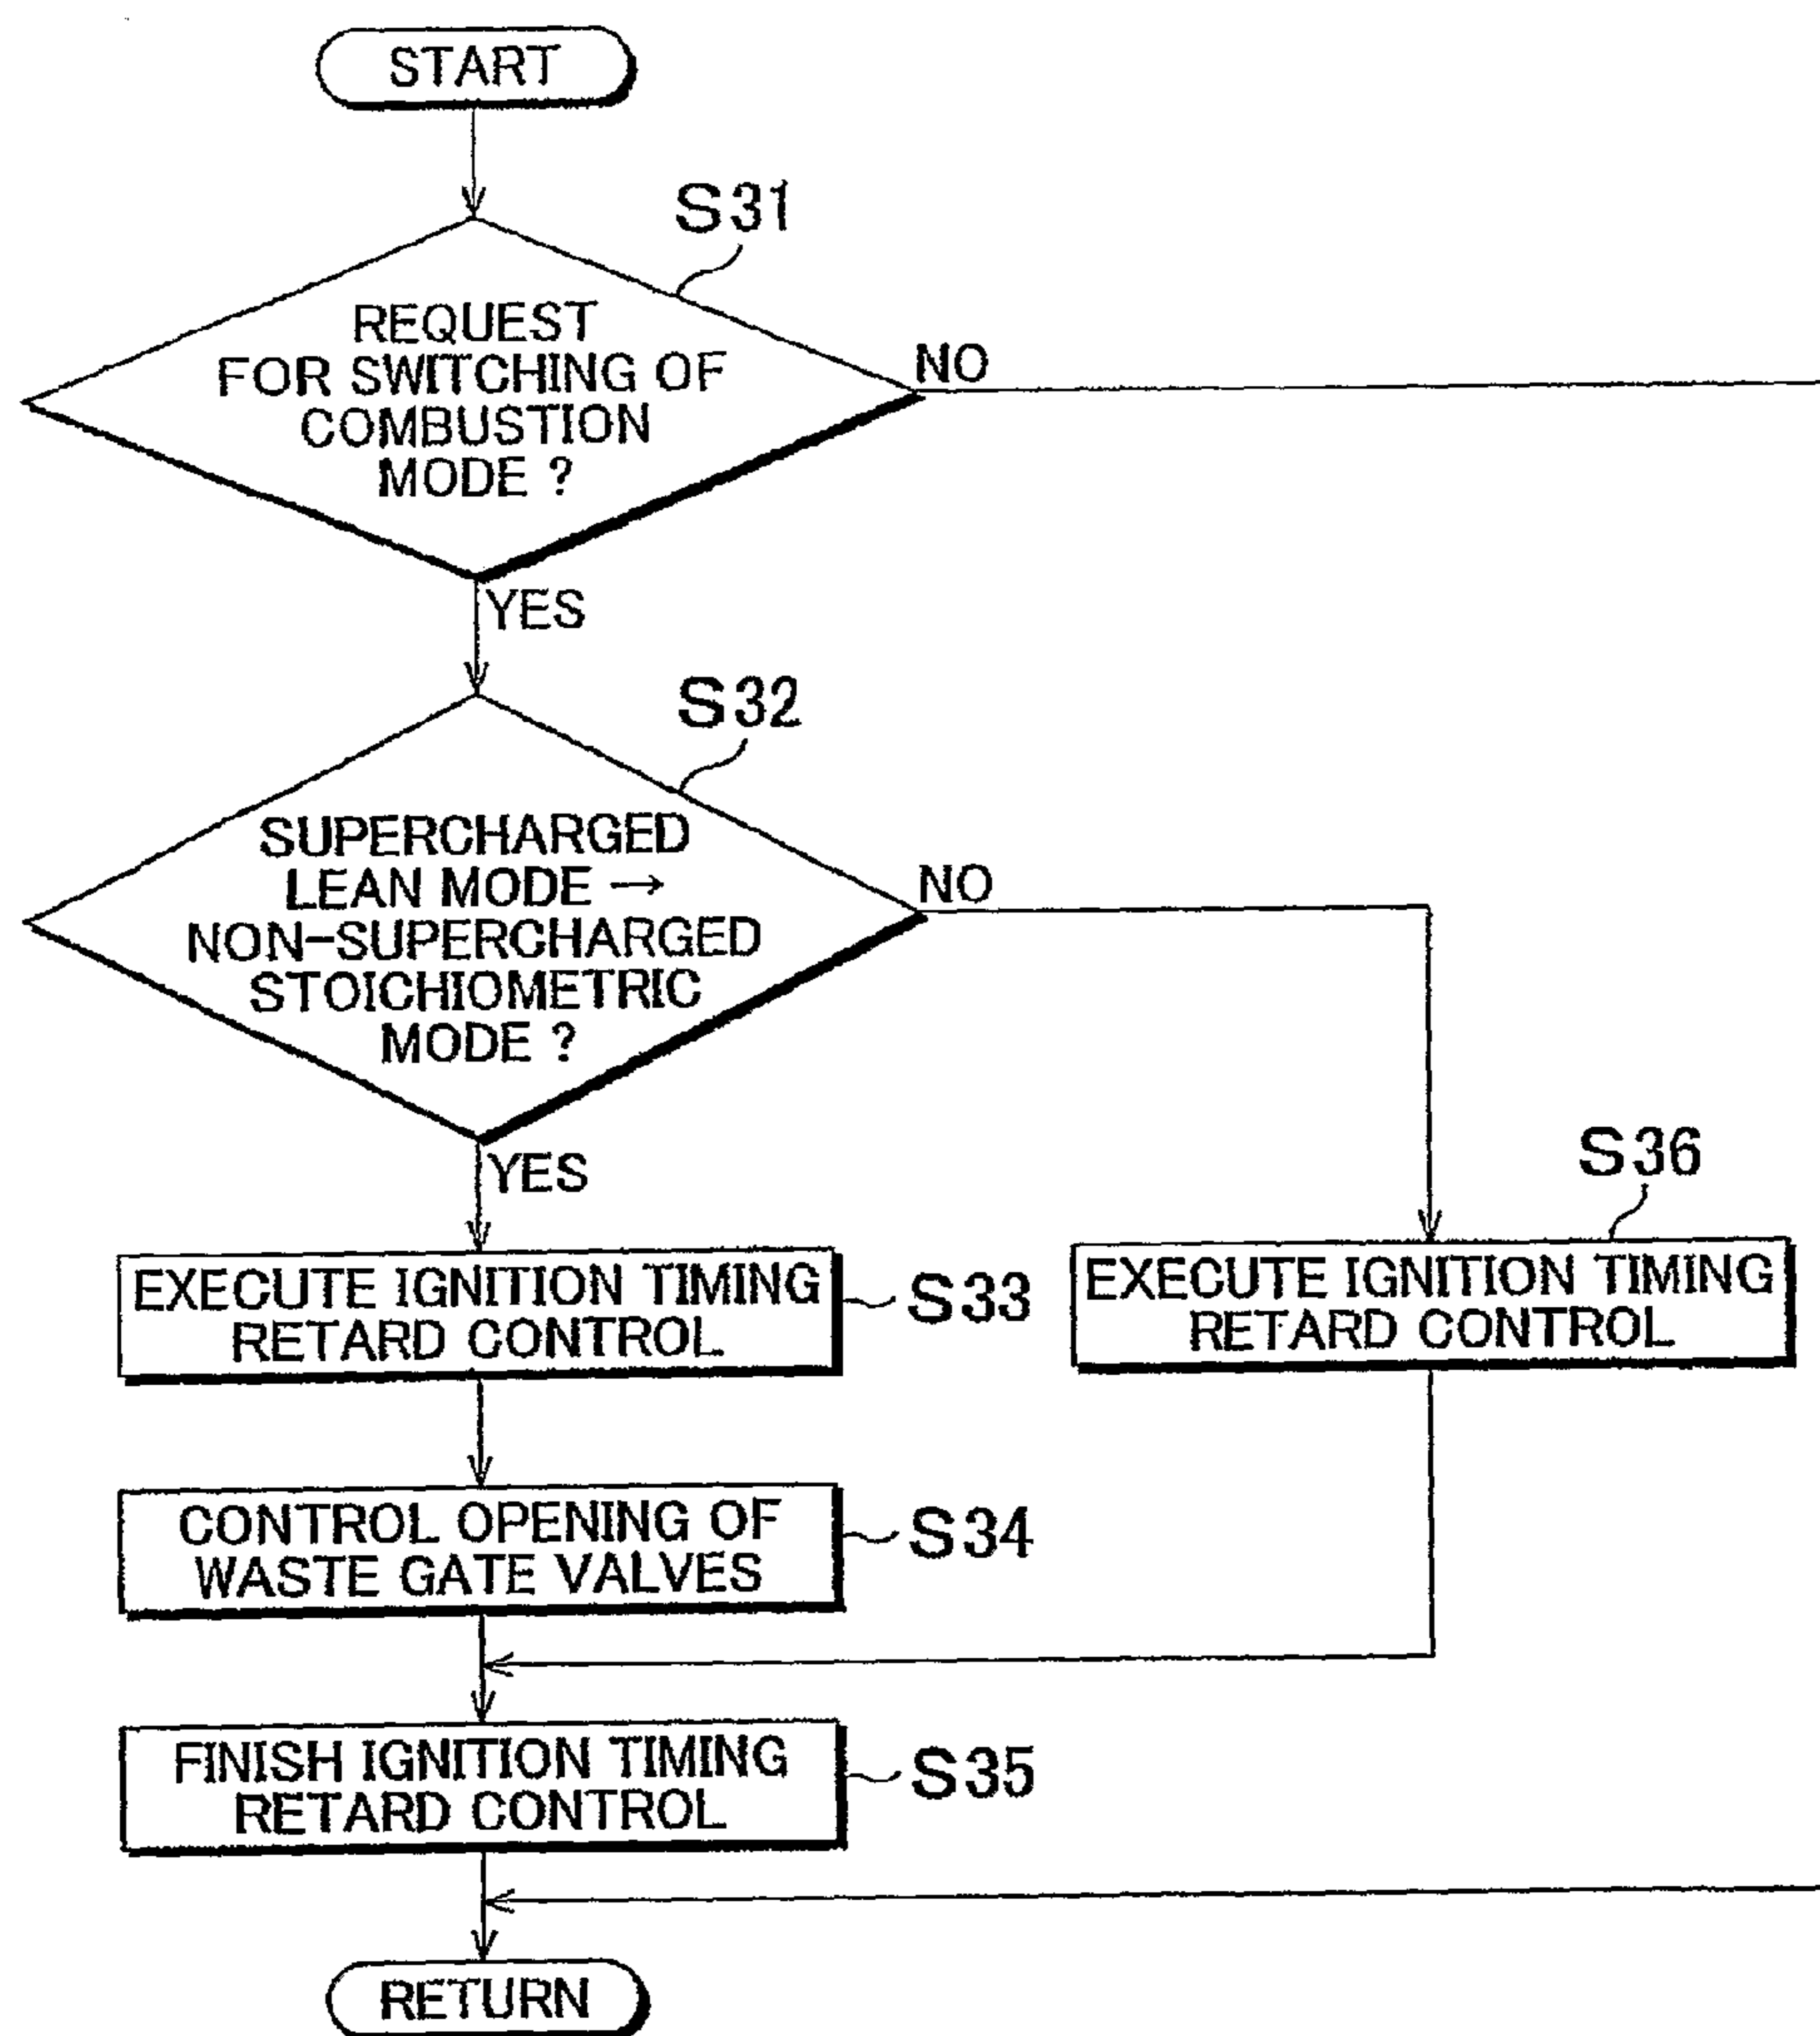 START
S31
REQUEST
FOR SWITCHING OF
COMBUSTION
MODE ?
NO
YES
S32
SUPERCHARGED
LEAN MODE →
NON-SUPERCHARGED
STOICHIOMETRIC
MODE ?
NO
YES
S36
EXECUTE IGNITION TIMING
RETARD CONTROL
S33
EXECUTE IGNITION TIMING
RETARD CONTROL
CONTROL OPENING OF
WASTE GATE VALVES
S34
FINISH IGNITION TIMING
RETARD CONTROL
S35
RETURN